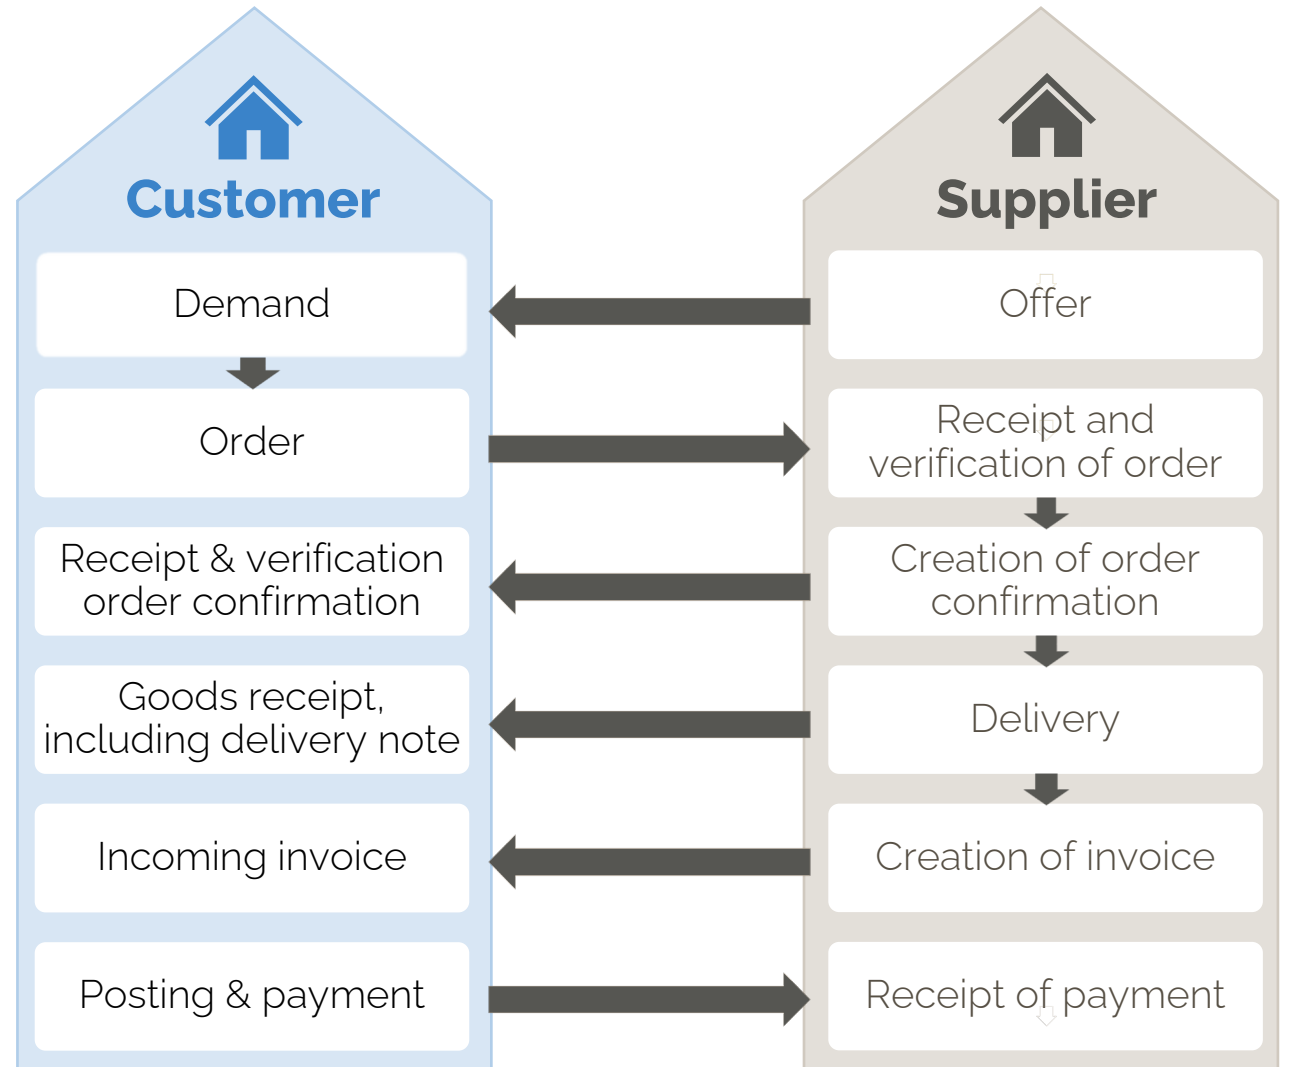 Customer
Demand
Order
Receipt & verification
order confirmation
Goods receipt,
including delivery note
Incoming invoice
Posting & payment
Supplier
Offer
Receipt and
verification of order
Creation of order
confirmation
Delivery
Creation of invoice
Receipt of payment